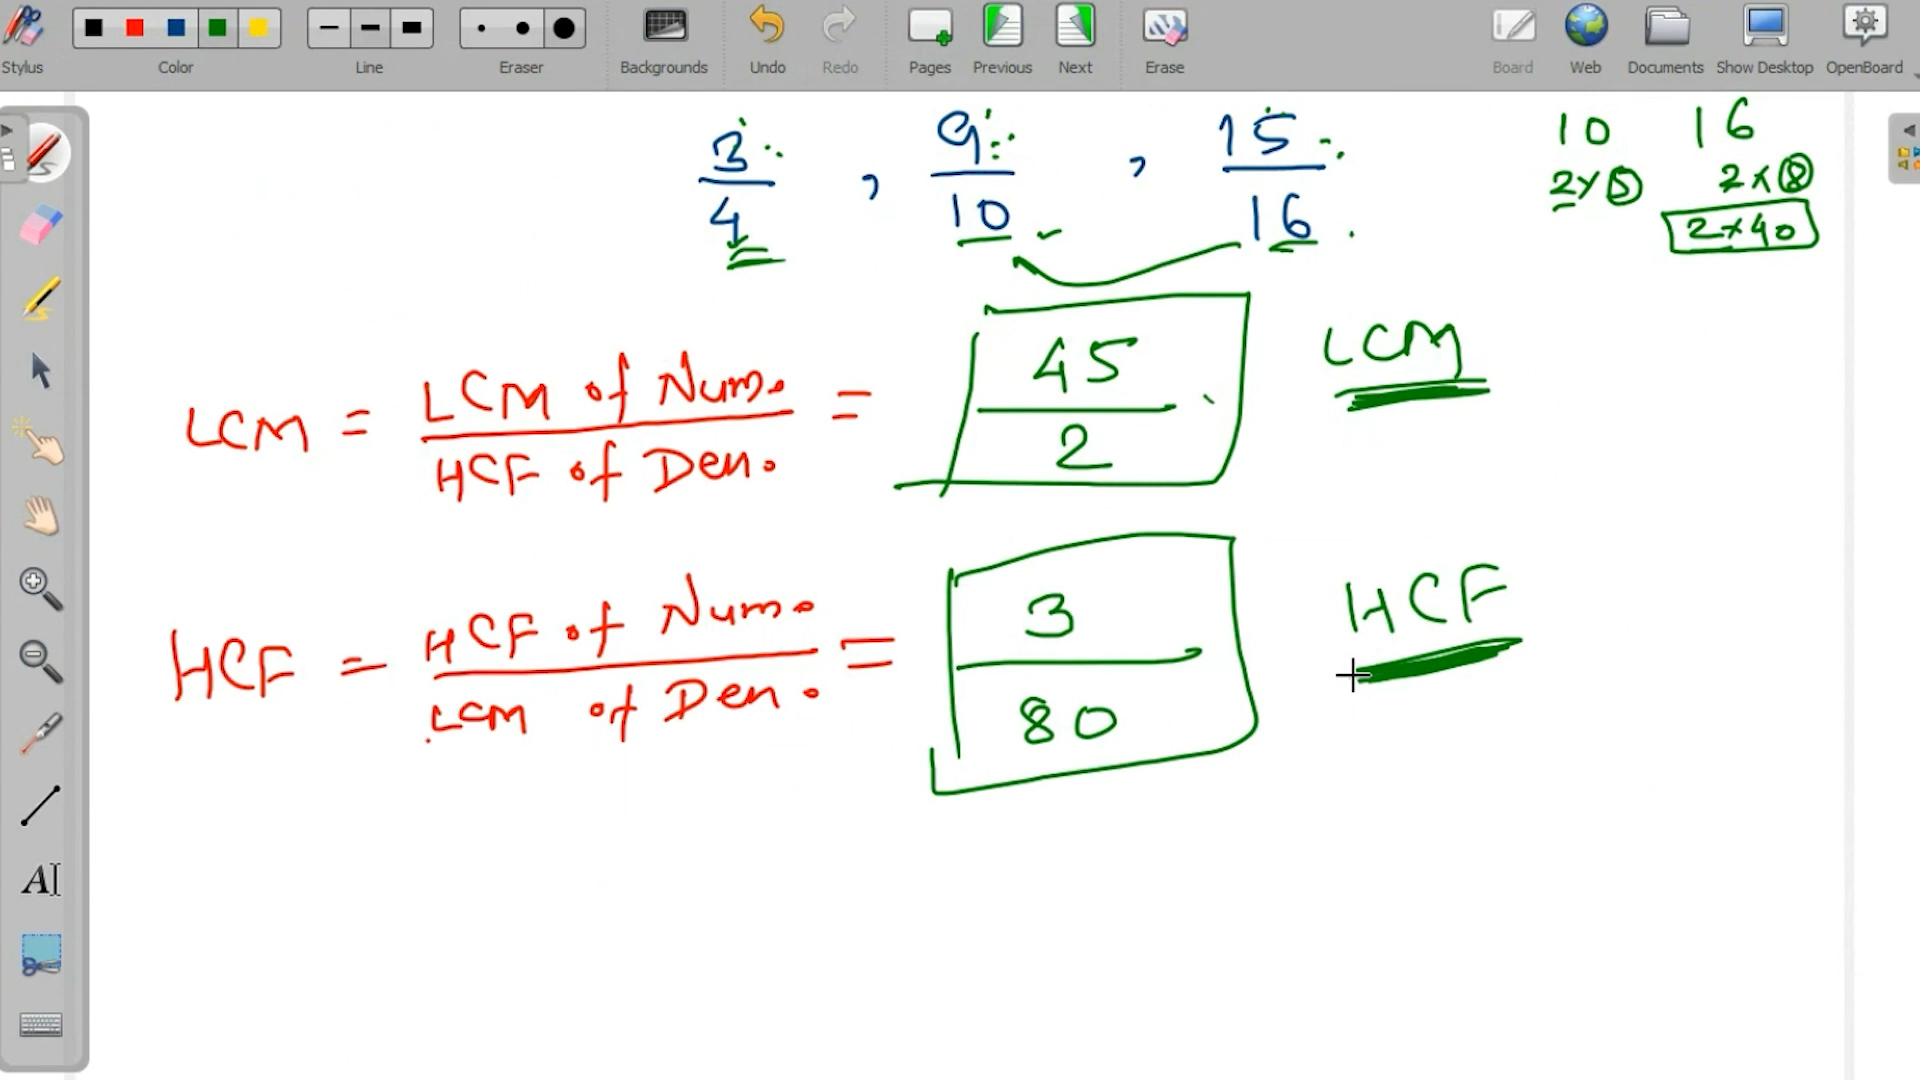 Stylus Color Line Eraser Backgrounds Undo Redo Pages Previous Next Erase Board Web Documents Show Desktop OpenBoard
3/4 , 9/10 , 15/16
10 16
2×5 2×8
2×40
LCM = LCM of Num. / HCF of Den. = 45/2 LCM
HCF = HCF of Num. / LCM of Den. = 3/80 HCF